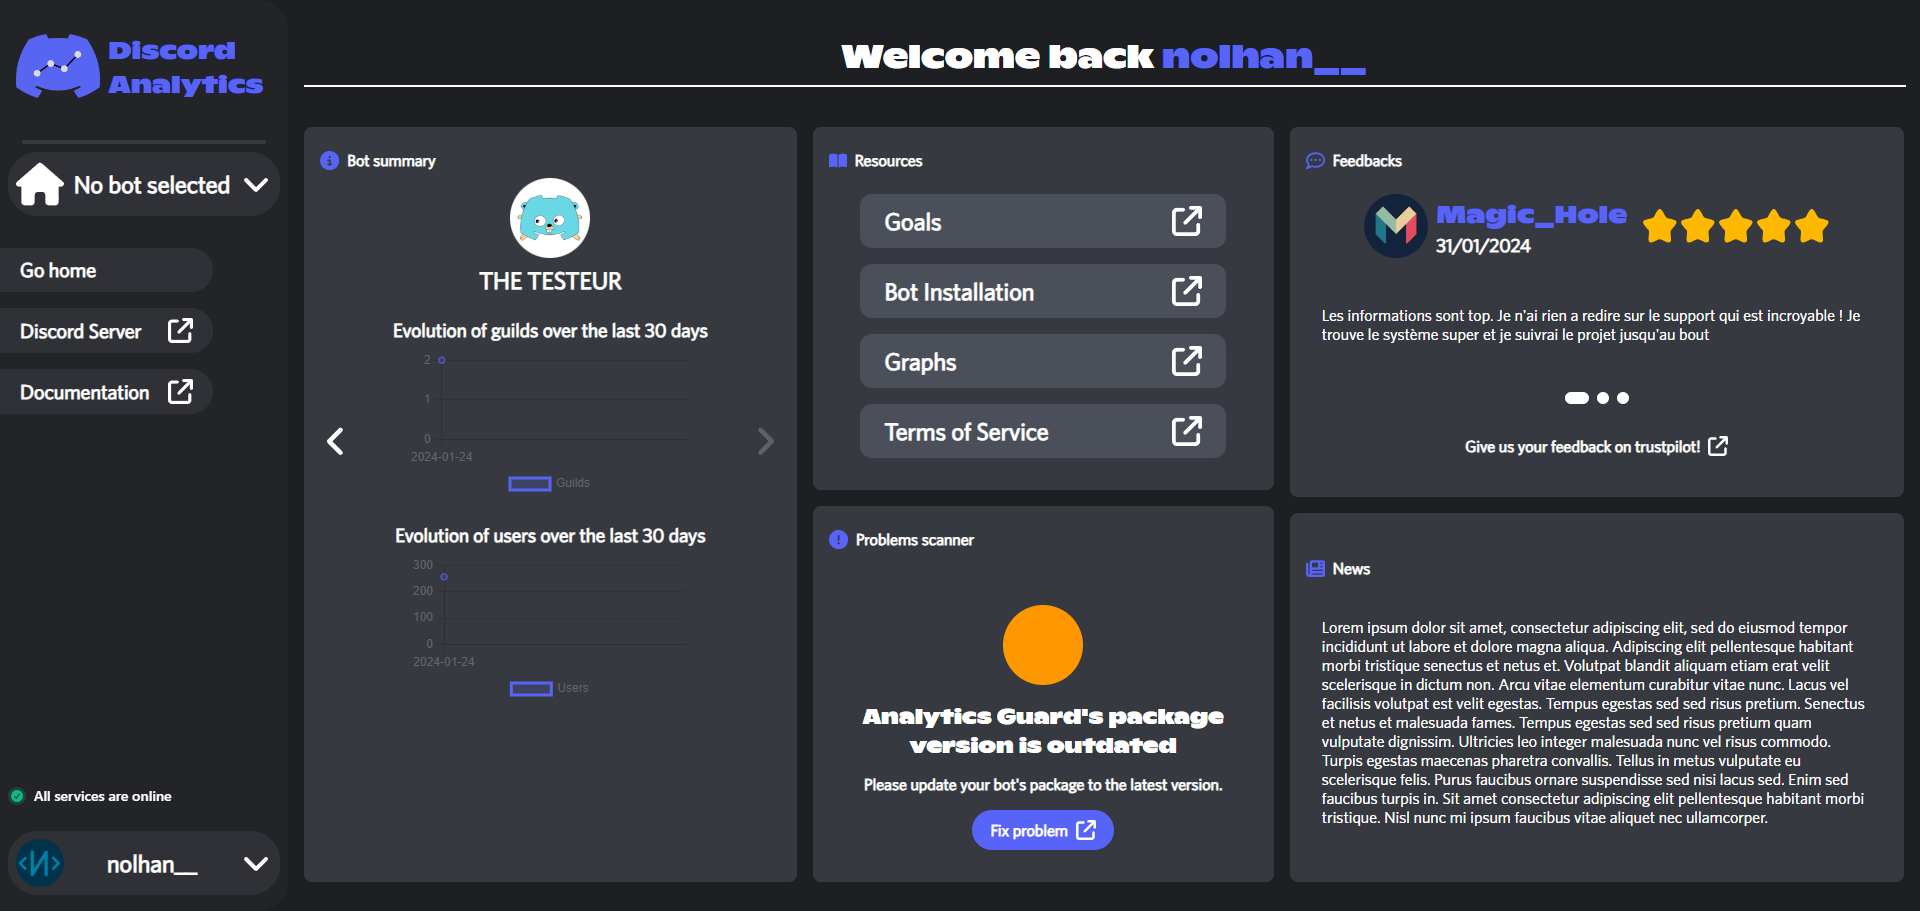 Discord
Analytics
No bot selected
Go home
Discord Server
Documentation
All services are online
nolhan__
Welcome back nolhan__
Bot summary
THE TESTEUR
Evolution of guilds over the last 30 days
2
1
0
2024-01-24
Guilds
Evolution of users over the last 30 days
300
200
100
0
2024-01-24
Users
Resources
Goals
Bot Installation
Graphs
Terms of Service
Problems scanner
Analytics Guard's package
version is outdated
Please update your bot's package to the latest version.
Fix problem
Feedbacks
Magic_Hole
31/01/2024
Les informations sont top. Je n'ai rien a redire sur le support qui est incroyable ! Je
trouve le système super et je suivrai le projet jusqu'au bout
Give us your feedback on trustpilot!
News
Lorem ipsum dolor sit amet, consectetur adipiscing elit, sed do eiusmod tempor
incididunt ut labore et dolore magna aliqua. Adipiscing elit pellentesque habitant
morbi tristique senectus et netus et. Volutpat blandit aliquam etiam erat velit
scelerisque in dictum non. Arcu vitae elementum curabitur vitae nunc. Lacus vel
facilisis volutpat est velit egestas. Tempus egestas sed sed risus pretium. Senectus
et netus et malesuada fames. Tempus egestas sed sed risus pretium quam
vulputate dignissim. Ultricies leo integer malesuada nunc vel risus commodo.
Turpis egestas maecenas pharetra convallis. Tellus in metus vulputate eu
scelerisque felis. Purus faucibus ornare suspendisse sed nisi lacus sed. Enim sed
faucibus turpis in. Sit amet consectetur adipiscing elit pellentesque habitant morbi
tristique. Nisl nunc mi ipsum faucibus vitae aliquet nec ullamcorper.